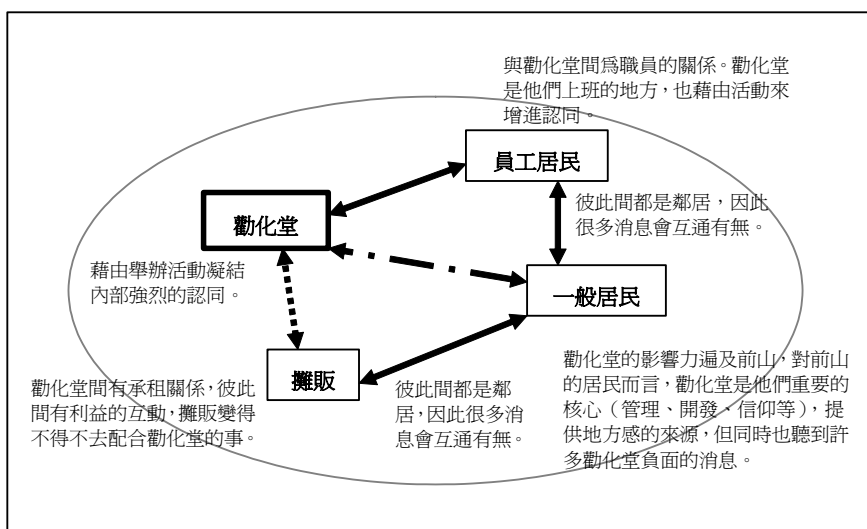 與勸化堂間為職員的關係。勸化堂
是他們上班的地方，也藉由活動來
增進認同。
員工居民
彼此間都是鄰居，因此
很多消息會互通有無。
勸化堂
藉由舉辦活動凝結
內部強烈的認同。
一般居民
攤販
勸化堂間有承租關係，彼此
間有利益的互動，攤販變得
不得不去配合勸化堂的事。
彼此間都是鄰
居，因此很多消
息會互通有無。
勸化堂的影響力遍及前山，對前山
的居民而言，勸化堂是他們重要的
核心（管理、開發、信仰等），提
供地方感的來源，但同時也聽到許
多勸化堂負面的消息。